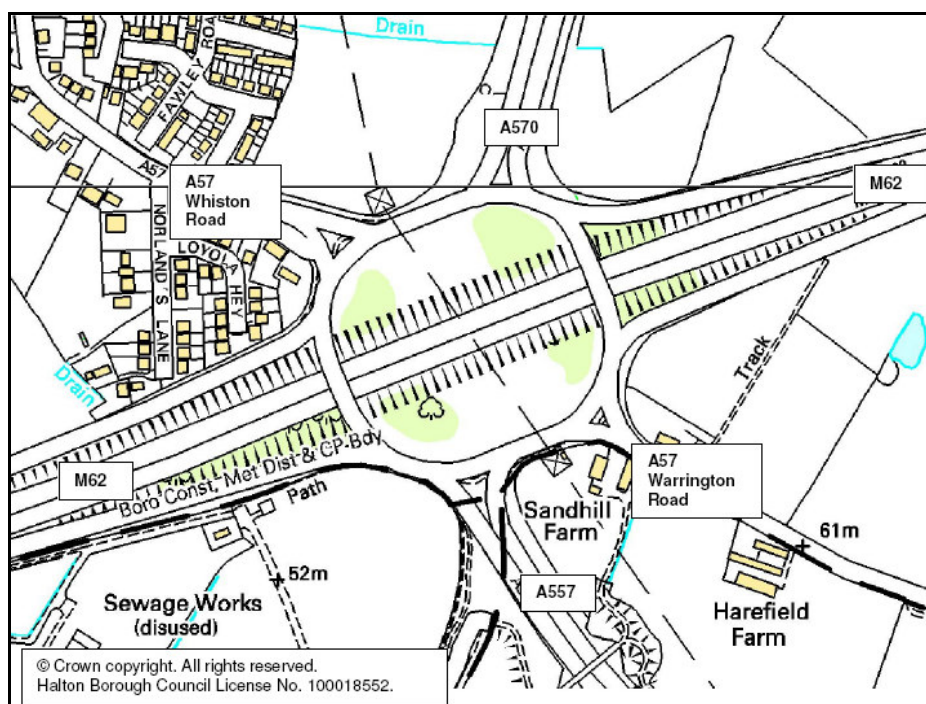 Drain
FAWLEY ROA
A570
A57
A57
Whiston
Road
M62
NORLAND'S LANE
LOYOLA
HEY
Track
Drain
M62
Boro Const, Met Dist & CP Bdy
Path
A57
Warrington
Road
Sandhill
Farm
61m
52m
A557
Sewage Works
(disused)
Harefield
Farm
© Crown copyright. All rights reserved.
Halton Borough Council License No. 100018552.